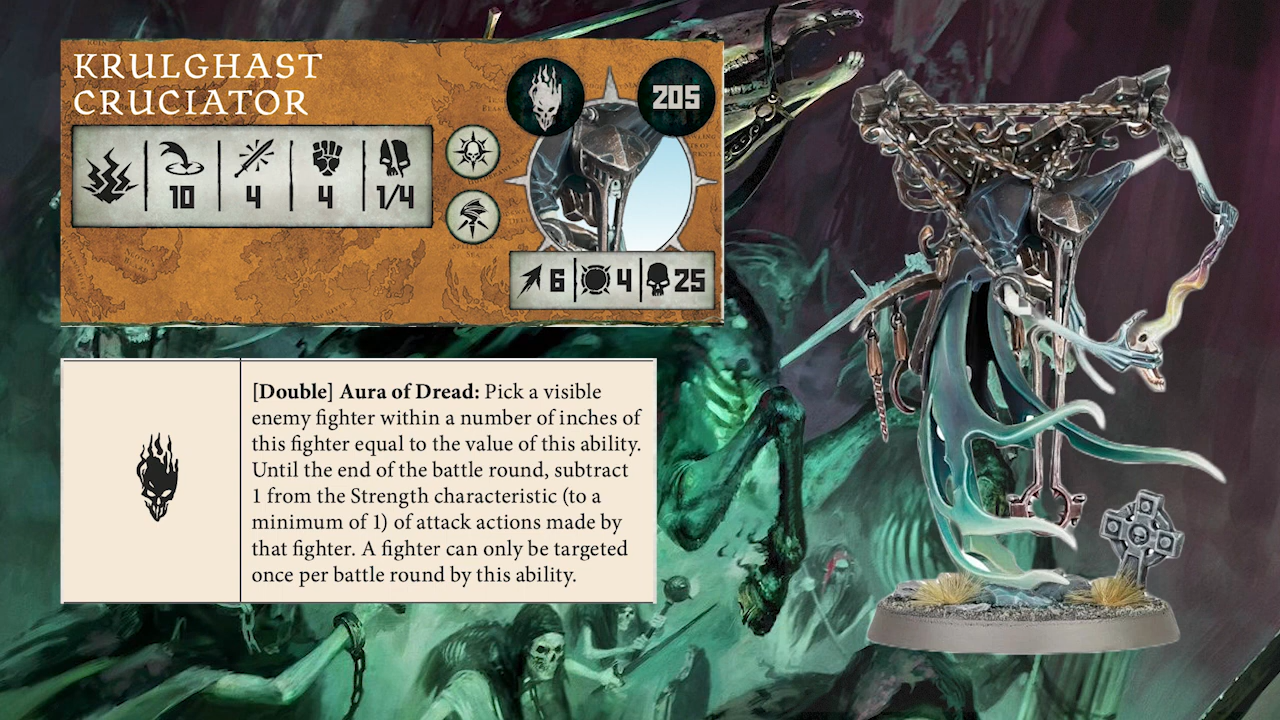 KRULGHAST
CRUCIATOR
205
10
4
4
1/4
6
4
25
[Double] Aura of Dread: Pick a visible
enemy fighter within a number of inches of
this fighter equal to the value of this ability.
Until the end of the battle round, subtract
1 from the Strength characteristic (to a
minimum of 1) of attack actions made by
that fighter. A fighter can only be targeted
once per battle round by this ability.